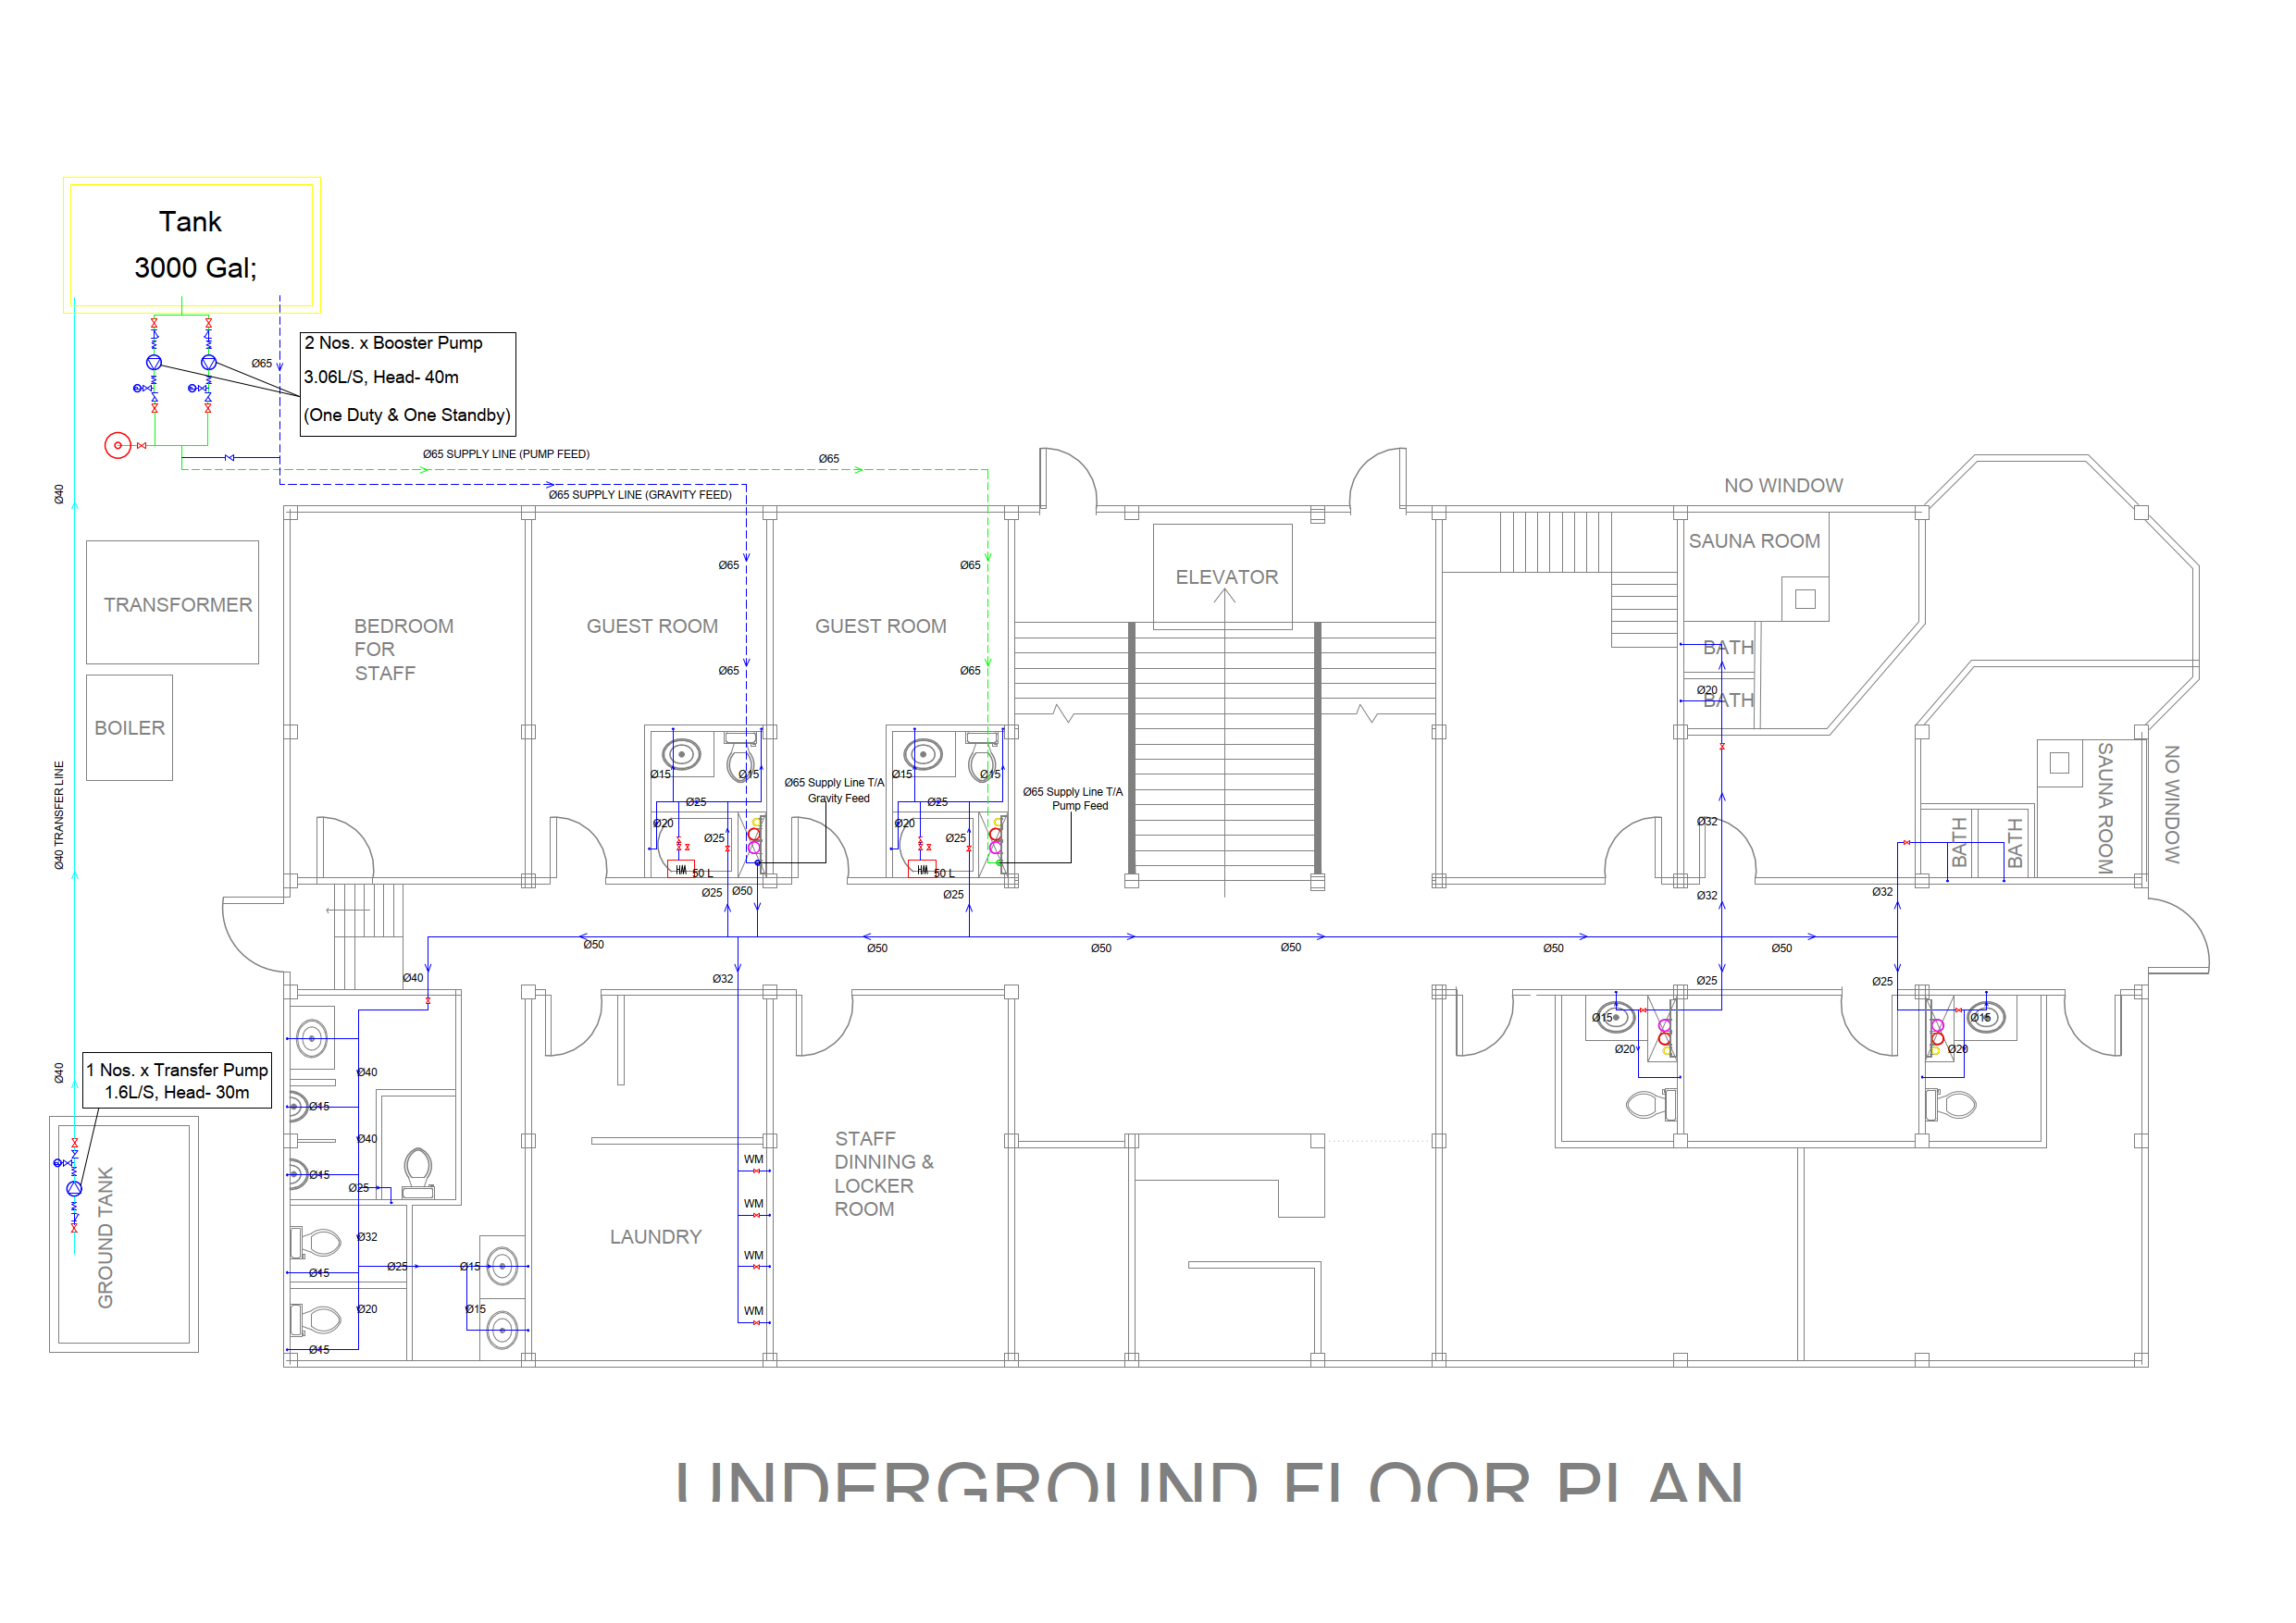 Tank
3000 Gal;
2 Nos. x Booster Pump
3.06L/S, Head- 40m
(One Duty & One Standby)
Ø65
Ø65 SUPPLY LINE (PUMP FEED)
Ø65
Ø65 SUPPLY LINE (GRAVITY FEED)
Ø40
NO WINDOW
SAUNA ROOM
Ø65
Ø65
ELEVATOR
TRANSFORMER
BEDROOM
FOR
STAFF
GUEST ROOM
GUEST ROOM
BATH
Ø65
Ø65
Ø20
BATH
BOILER
Ø40 TRANSFER LINE
Ø15
Ø15
Ø15
Ø15
Ø65 Supply Line T/A
Gravity Feed
Ø65 Supply Line T/A
Pump Feed
Ø25
Ø25
Ø20
Ø25
Ø20
Ø25
Ø32
BATH
BATH
SAUNA ROOM
NO WINDOW
50 L
50 L
Ø25
Ø50
Ø25
Ø32
Ø32
Ø50
Ø50
Ø50
Ø50
Ø50
Ø50
Ø40
Ø32
Ø25
Ø25
Ø15
Ø15
Ø20
Ø20
Ø40
1 Nos. x Transfer Pump
1.6L/S, Head- 30m
Ø40
Ø15
Ø40
Ø15
Ø25
GROUND TANK
STAFF
DINNING &
LOCKER
ROOM
WM
WM
WM
WM
LAUNDRY
Ø32
Ø25
Ø15
Ø15
Ø20
Ø15
Ø15
UNDERGROUND FLOOR PLAN